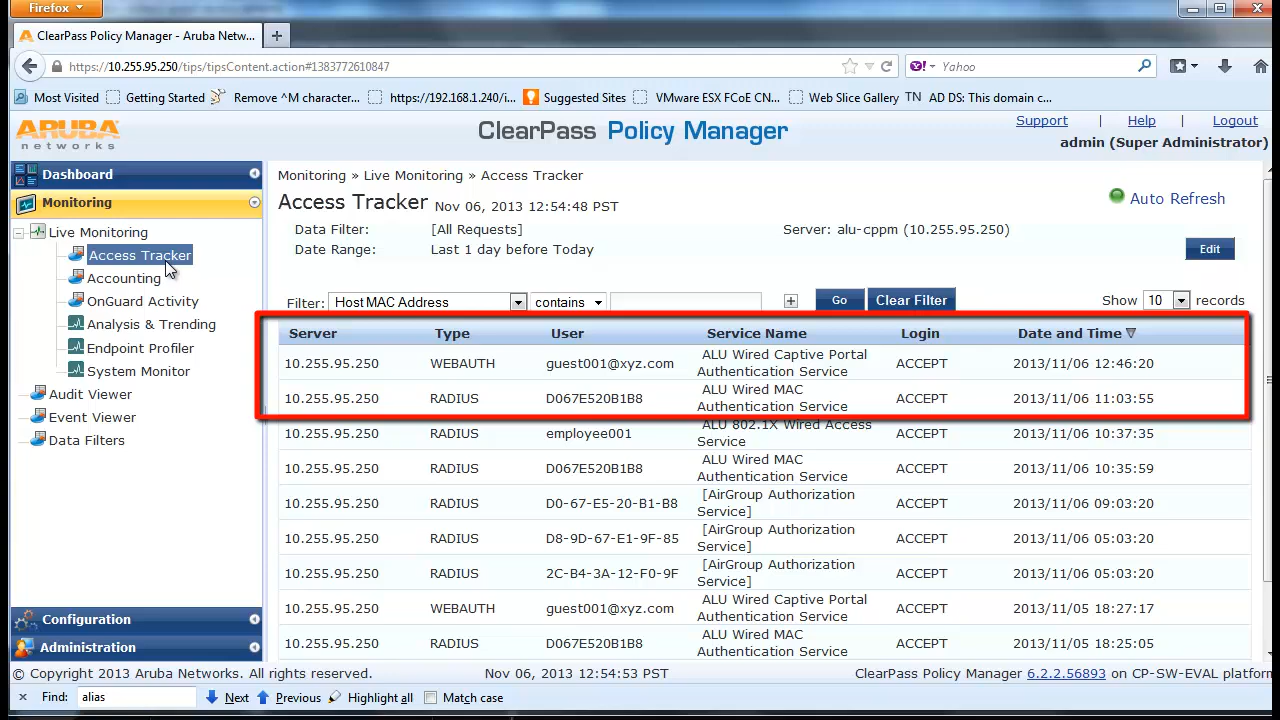 Firefox
ClearPass Policy Manager - Aruba Netw...
https://10.255.95.250/tips/tipsContent.action#1383772610847
Yahoo
Most Visited
Getting Started
Remove ^M character...
https://192.168.1.240/i...
Suggested Sites
VMware ESX FCoE CN...
Web Slice Gallery
TN AD DS: This domain c...
ARUBA
networks
ClearPass Policy Manager
Support | Help | Logout
admin (Super Administrator)
Dashboard
Monitoring
Live Monitoring
Access Tracker
Accounting
OnGuard Activity
Analysis & Trending
Endpoint Profiler
System Monitor
Audit Viewer
Event Viewer
Data Filters
Configuration
Administration
Monitoring » Live Monitoring » Access Tracker
Access Tracker Nov 06, 2013 12:54:48 PST
Auto Refresh
Data Filter: [All Requests] Server: alu-cppm (10.255.95.250)
Date Range: Last 1 day before Today
Edit
Filter: Host MAC Address contains + Go Clear Filter Show 10 records
Server Type User Service Name Login Date and Time
10.255.95.250 WEBAUTH guest001@xyz.com ALU Wired Captive Portal Authentication Service ACCEPT 2013/11/06 12:46:20
10.255.95.250 RADIUS D067E520B1B8 ALU Wired MAC Authentication Service ACCEPT 2013/11/06 11:03:55
10.255.95.250 RADIUS employee001 ALU 802.1X Wired Access Service ACCEPT 2013/11/06 10:37:35
10.255.95.250 RADIUS D067E520B1B8 ALU Wired MAC Authentication Service ACCEPT 2013/11/06 10:35:59
10.255.95.250 RADIUS D0-67-E5-20-B1-B8 [AirGroup Authorization Service] ACCEPT 2013/11/06 09:03:20
10.255.95.250 RADIUS D8-9D-67-E1-9F-85 [AirGroup Authorization Service] ACCEPT 2013/11/06 05:03:20
10.255.95.250 RADIUS 2C-B4-3A-12-F0-9F [AirGroup Authorization Service] ACCEPT 2013/11/06 05:03:20
10.255.95.250 WEBAUTH guest001@xyz.com ALU Wired Captive Portal Authentication Service ACCEPT 2013/11/05 18:27:17
10.255.95.250 RADIUS D067E520B1B8 ALU Wired MAC Authentication Service ACCEPT 2013/11/05 18:25:05
© Copyright 2013 Aruba Networks. All rights reserved. Nov 06, 2013 12:54:53 PST ClearPass Policy Manager 6.2.2.56893 on CP-SW-EVAL platform
Find: alias Next Previous Highlight all Match case